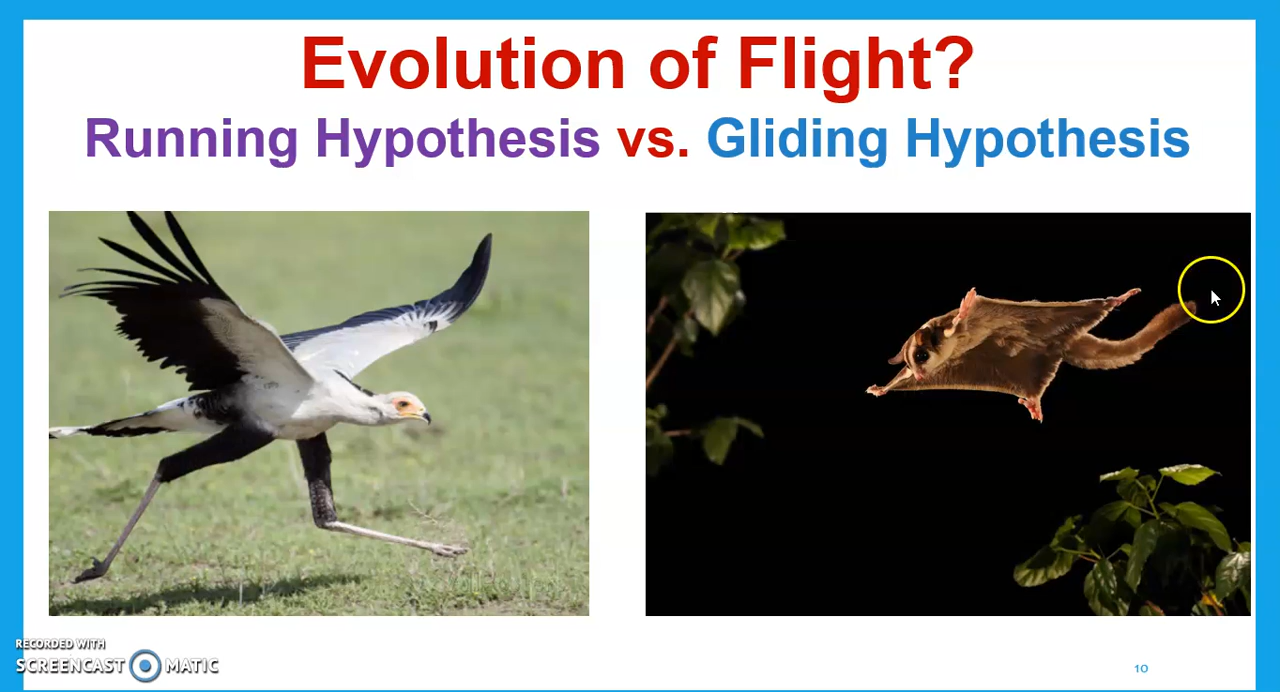 Evolution of Flight?
Running Hypothesis vs. Gliding Hypothesis
RECORDED WITH
SCREENCAST MATIC
10